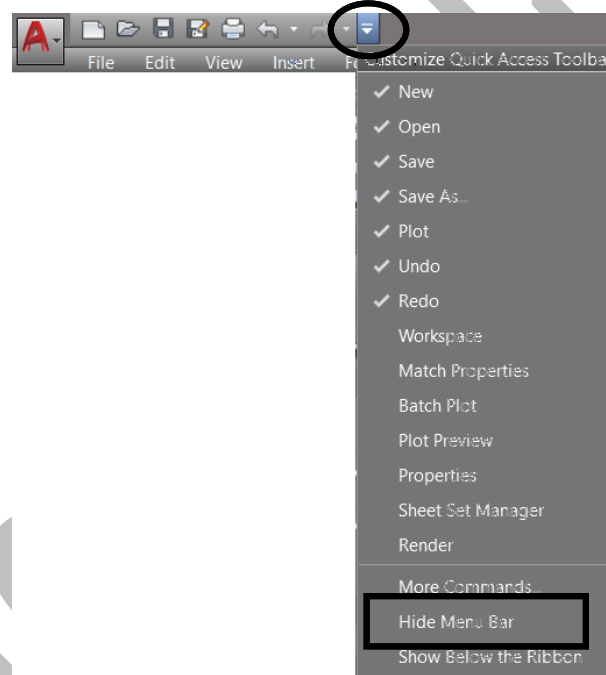 A
File Edit View Insert Fo
Customize Quick Access Toolba
New
Open
Save
Save As...
Plot
Undo
Redo
Workspace
Match Properties
Batch Plot
Plot Preview
Properties
Sheet Set Manager
Render
More Commands...
Hide Menu Bar
Show Below the Ribbon